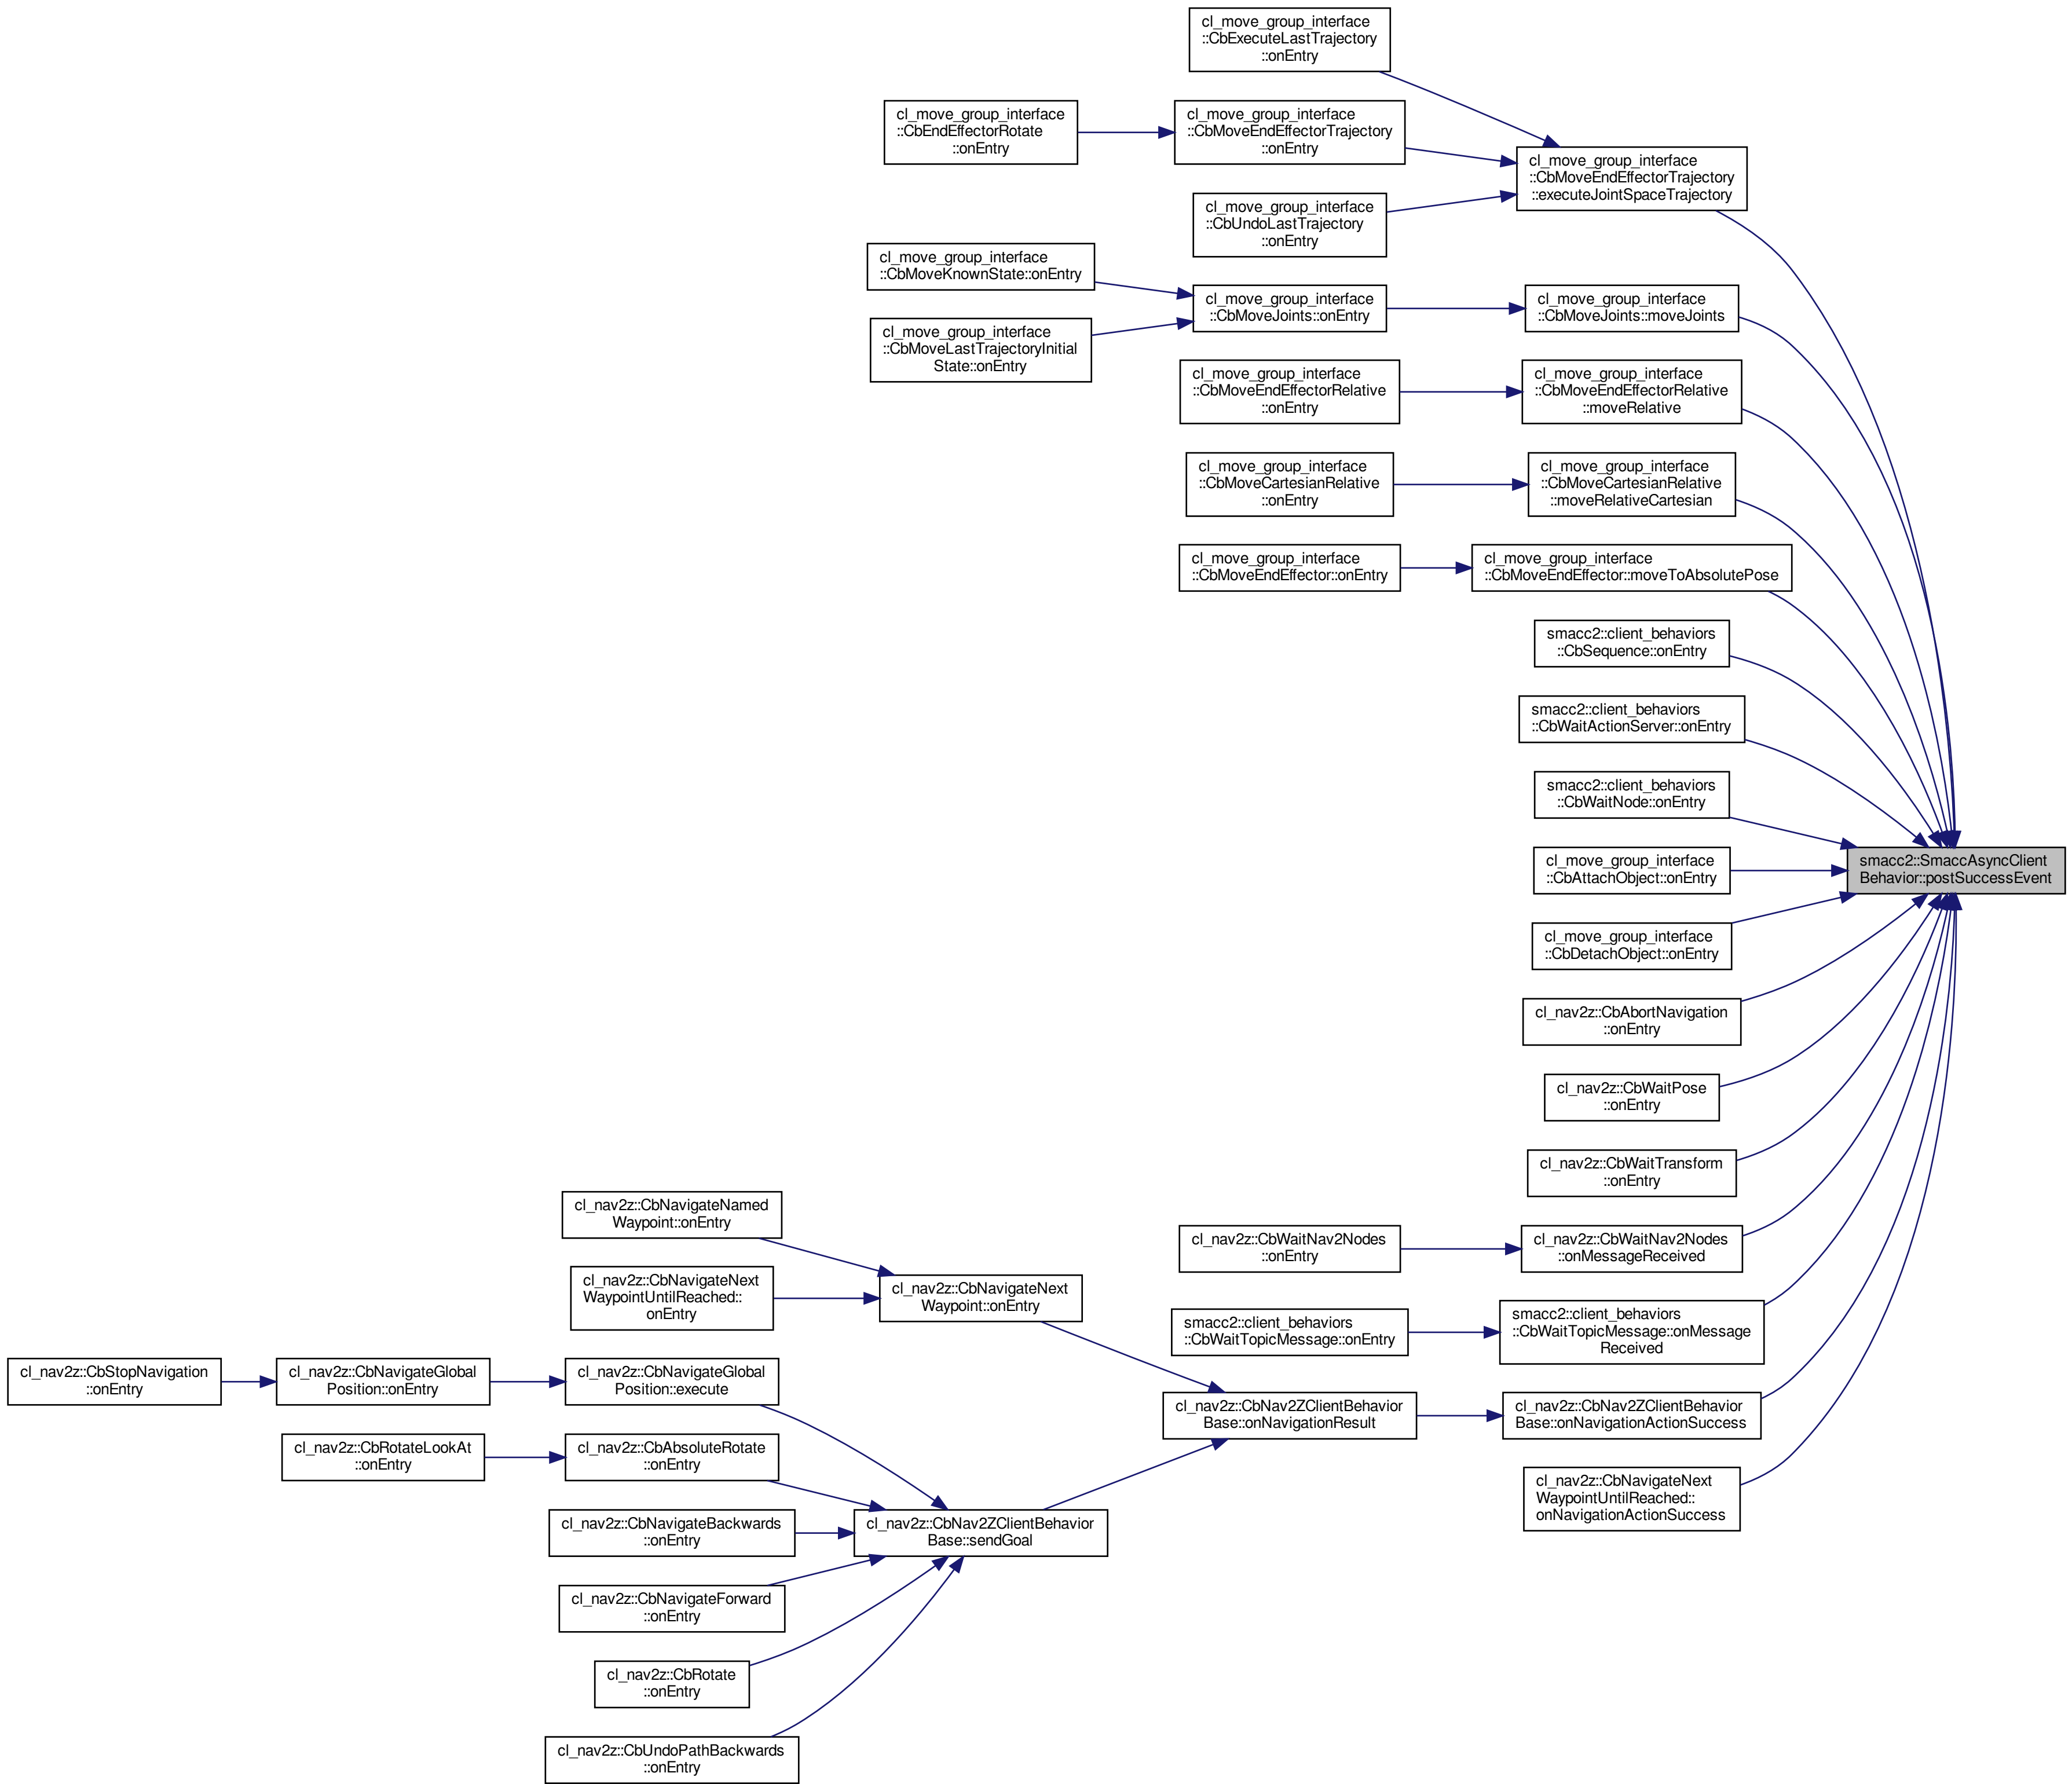 cl_move_group_interface
::CbExecuteLastTrajectory
::onEntry
cl_move_group_interface
::CbEndEffectorRotate
::onEntry
cl_move_group_interface
::CbMoveEndEffectorTrajectory
::onEntry
cl_move_group_interface
::CbMoveEndEffectorTrajectory
::executeJointSpaceTrajectory
cl_move_group_interface
::CbUndoLastTrajectory
::onEntry
cl_move_group_interface
::CbMoveKnownState::onEntry
cl_move_group_interface
::CbMoveLastTrajectoryInitial
State::onEntry
cl_move_group_interface
::CbMoveJoints::onEntry
cl_move_group_interface
::CbMoveJoints::moveJoints
cl_move_group_interface
::CbMoveEndEffectorRelative
::onEntry
cl_move_group_interface
::CbMoveEndEffectorRelative
::moveRelative
cl_move_group_interface
::CbMoveCartesianRelative
::onEntry
cl_move_group_interface
::CbMoveCartesianRelative
::moveRelativeCartesian
cl_move_group_interface
::CbMoveEndEffector::onEntry
cl_move_group_interface
::CbMoveEndEffector::moveToAbsolutePose
smacc2::client_behaviors
::CbSequence::onEntry
smacc2::client_behaviors
::CbWaitActionServer::onEntry
smacc2::client_behaviors
::CbWaitNode::onEntry
cl_move_group_interface
::CbAttachObject::onEntry
smacc2::SmaccAsyncClient
Behavior::postSuccessEvent
cl_move_group_interface
::CbDetachObject::onEntry
cl_nav2z::CbAbortNavigation
::onEntry
cl_nav2z::CbWaitPose
::onEntry
cl_nav2z::CbWaitTransform
::onEntry
cl_nav2z::CbWaitNav2Nodes
::onEntry
cl_nav2z::CbWaitNav2Nodes
::onMessageReceived
cl_nav2z::CbNavigateNamed
Waypoint::onEntry
cl_nav2z::CbNavigateNext
WaypointUntilReached::
onEntry
cl_nav2z::CbNavigateNext
Waypoint::onEntry
smacc2::client_behaviors
::CbWaitTopicMessage::onEntry
smacc2::client_behaviors
::CbWaitTopicMessage::onMessage
Received
cl_nav2z::CbStopNavigation
::onEntry
cl_nav2z::CbNavigateGlobal
Position::onEntry
cl_nav2z::CbNavigateGlobal
Position::execute
cl_nav2z::CbNav2ZClientBehavior
Base::onNavigationResult
cl_nav2z::CbNav2ZClientBehavior
Base::onNavigationActionSuccess
cl_nav2z::CbRotateLookAt
::onEntry
cl_nav2z::CbAbsoluteRotate
::onEntry
cl_nav2z::CbNavigateNext
WaypointUntilReached::
onNavigationActionSuccess
cl_nav2z::CbNavigateBackwards
::onEntry
cl_nav2z::CbNav2ZClientBehavior
Base::sendGoal
cl_nav2z::CbNavigateForward
::onEntry
cl_nav2z::CbRotate
::onEntry
cl_nav2z::CbUndoPathBackwards
::onEntry